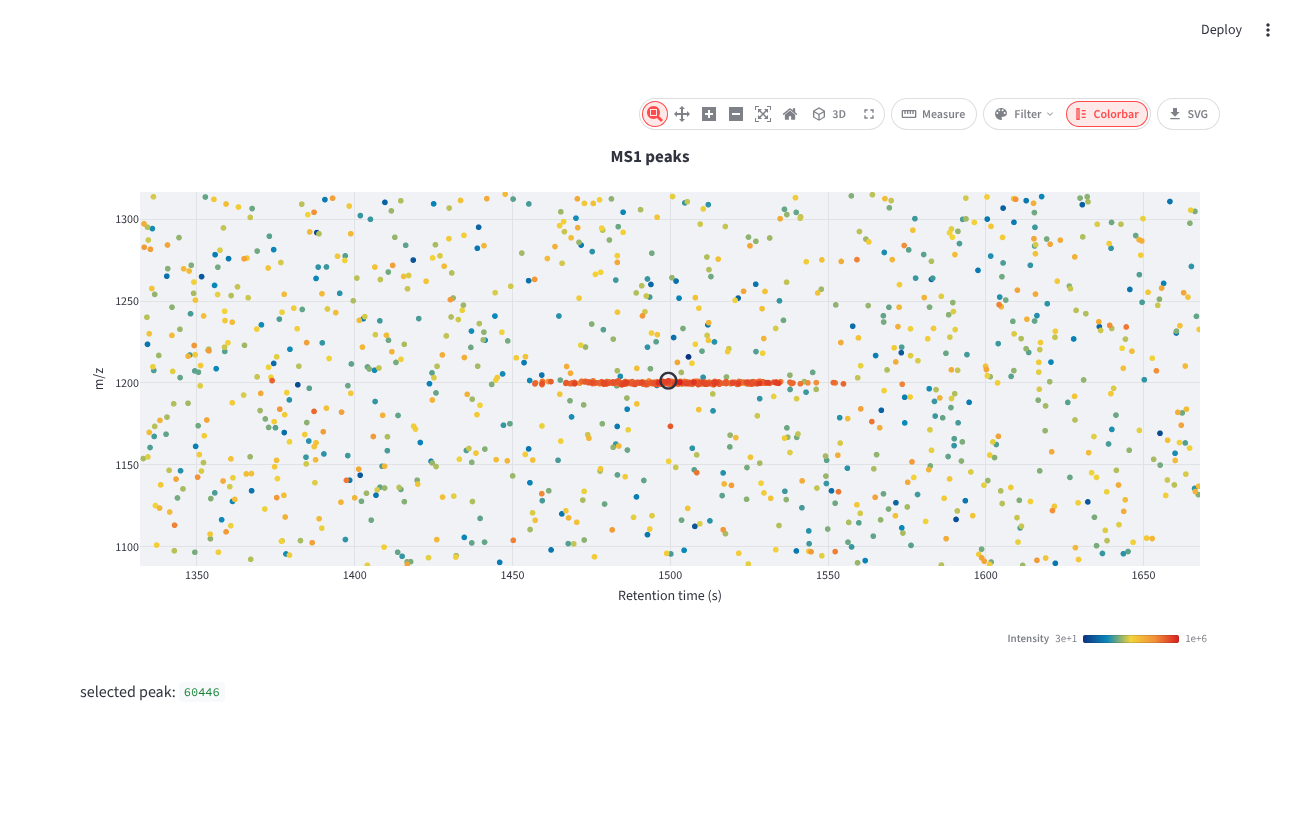 Deploy
3D Measure Filter Colorbar SVG
MS1 peaks
1300
1250
1200
1150
1100
m/z
1350 1400 1450 1500 1550 1600 1650
Retention time (s)
Intensity 3e+1 1e+6
selected peak: 60446